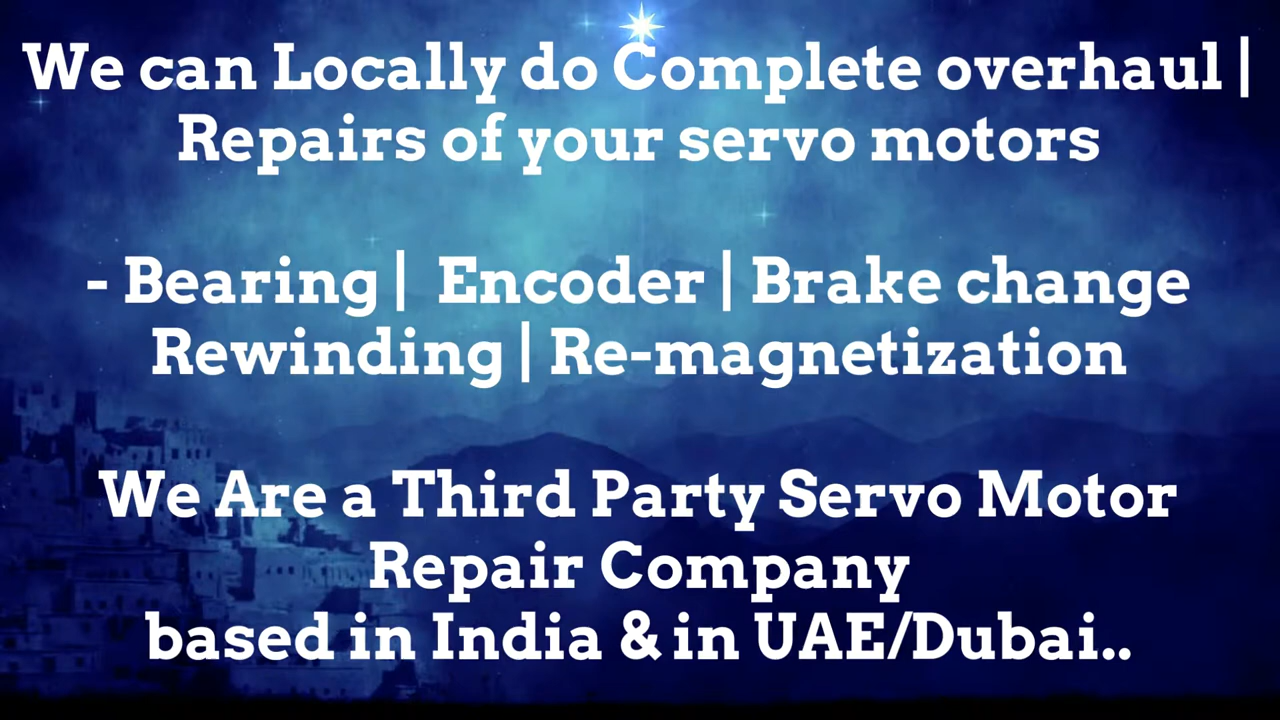 We can Locally do Complete overhaul |
Repairs of your servo motors
- Bearing | Encoder | Brake change
Rewinding | Re-magnetization
We Are a Third Party Servo Motor
Repair Company
based in India & in UAE/Dubai..